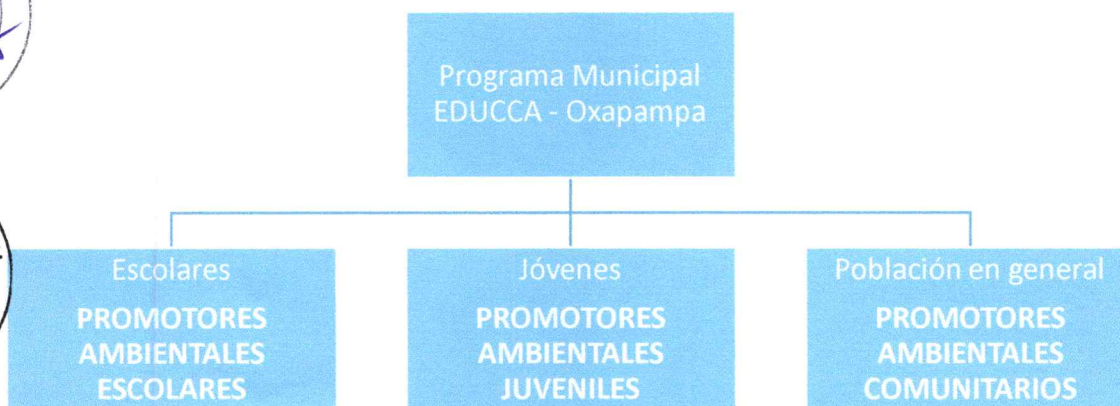 Programa Municipal
EDUCCA - Oxapampa
Escolares
PROMOTORES
AMBIENTALES
ESCOLARES
Jóvenes
PROMOTORES
AMBIENTALES
JUVENILES
Población en general
PROMOTORES
AMBIENTALES
COMUNITARIOS